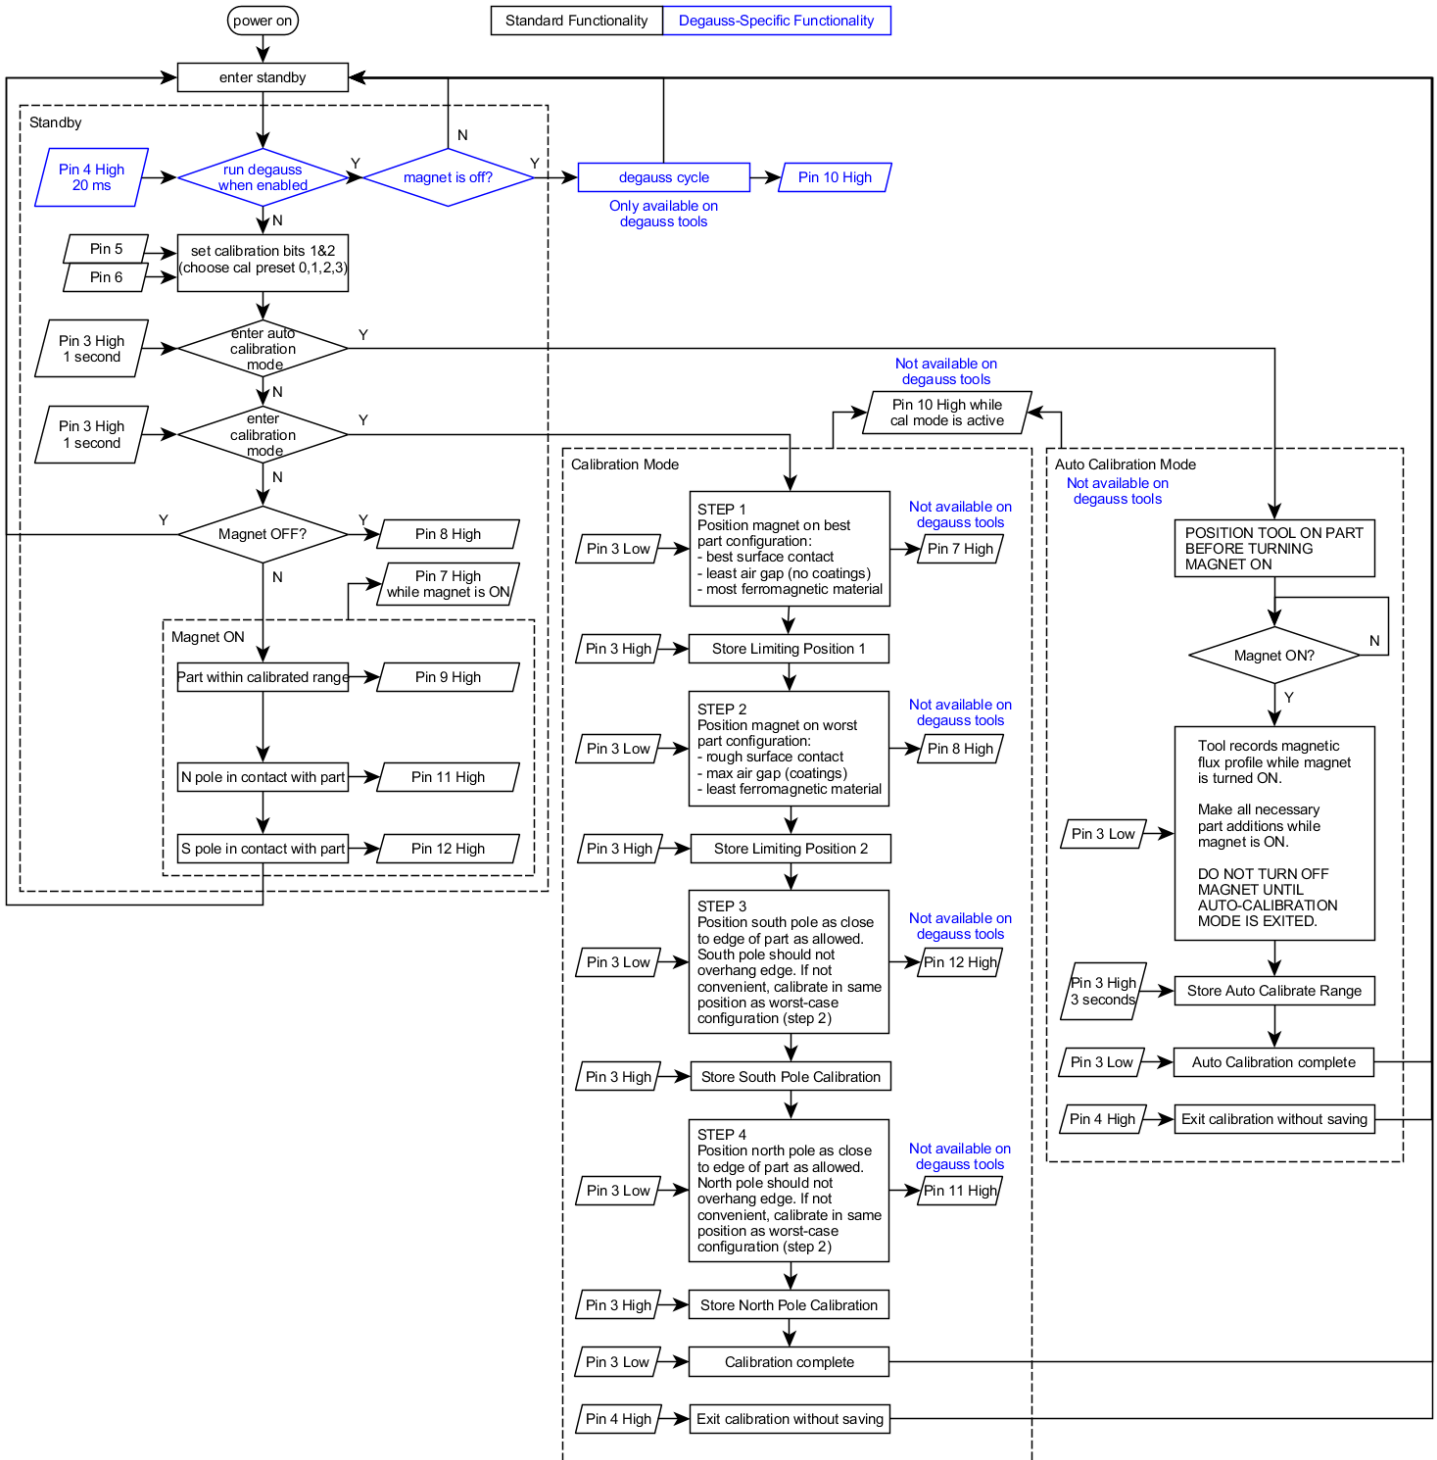 power on
Standard Functionality
Degauss-Specific Functionality
enter standby
Standby
N
Pin 4 High
20 ms
run degauss
when enabled
Y
magnet is off?
Y
degauss cycle
Pin 10 High
Only available on
degauss tools
N
Pin 5
Pin 6
set calibration bits 1&2
(choose cal preset 0,1,2,3)
Pin 3 High
1 second
enter auto
calibration
mode
Y
N
Pin 3 High
1 second
enter
calibration
mode
Y
N
Y
Magnet OFF?
Y
Pin 8 High
N
Pin 7 High
while magnet is ON
Magnet ON
Part within calibrated range
Pin 9 High
N pole in contact with part
Pin 11 High
S pole in contact with part
Pin 12 High
Not available on
degauss tools
Pin 10 High while
cal mode is active
Calibration Mode
STEP 1
Position magnet on best
part configuration:
- best surface contact
- least air gap (no coatings)
- most ferromagnetic material
Pin 3 Low
Not available on
degauss tools
Pin 7 High
Pin 3 High
Store Limiting Position 1
STEP 2
Position magnet on worst
part configuration:
- rough surface contact
- max air gap (coatings)
- least ferromagnetic material
Pin 3 Low
Not available on
degauss tools
Pin 8 High
Pin 3 High
Store Limiting Position 2
STEP 3
Position south pole as close
to edge of part as allowed.
South pole should not
overhang edge. If not
convenient, calibrate in same
position as worst-case
configuration (step 2)
Pin 3 Low
Not available on
degauss tools
Pin 12 High
Pin 3 High
Store South Pole Calibration
STEP 4
Position north pole as close
to edge of part as allowed.
North pole should not
overhang edge. If not
convenient, calibrate in same
position as worst-case
configuration (step 2)
Pin 3 Low
Not available on
degauss tools
Pin 11 High
Pin 3 High
Store North Pole Calibration
Pin 3 Low
Calibration complete
Pin 4 High
Exit calibration without saving
Auto Calibration Mode
Not available on
degauss tools
POSITION TOOL ON PART
BEFORE TURNING
MAGNET ON
Magnet ON?
N
Y
Tool records magnetic
flux profile while magnet
is turned ON.
Make all necessary
part additions while
magnet is ON.
DO NOT TURN OFF
MAGNET UNTIL
AUTO-CALIBRATION
MODE IS EXITED.
Pin 3 Low
Pin 3 High
3 seconds
Store Auto Calibrate Range
Pin 3 Low
Auto Calibration complete
Pin 4 High
Exit calibration without saving